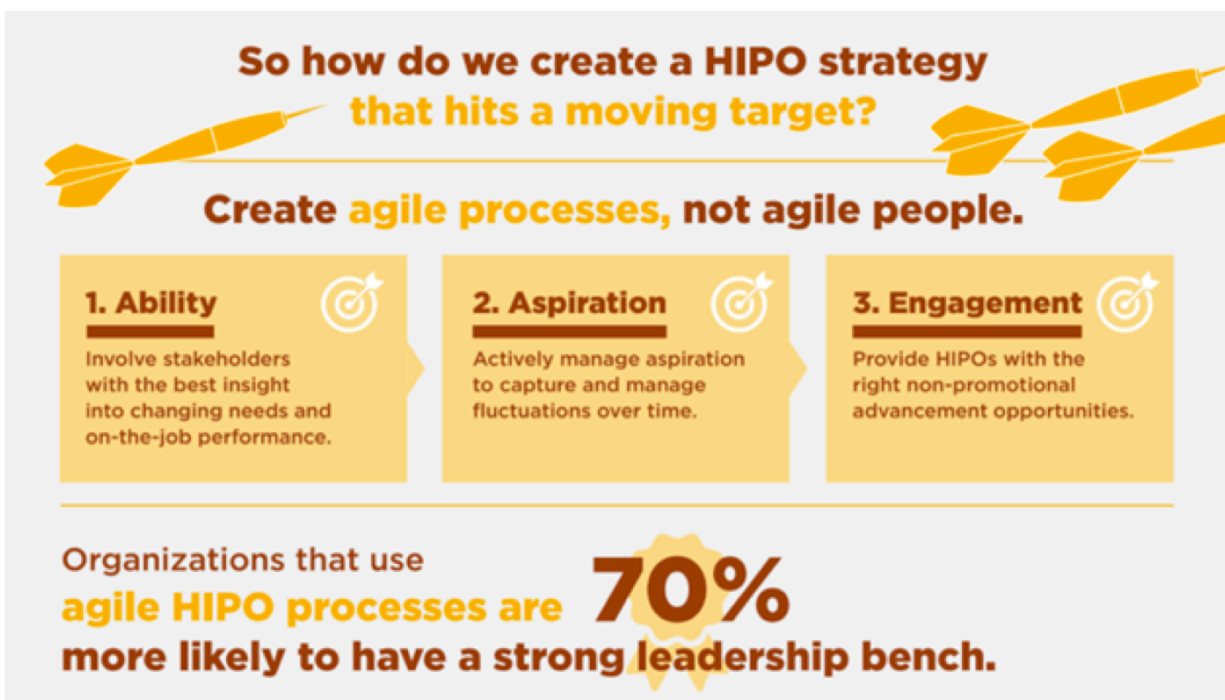 So how do we create a HIPO strategy
that hits a moving target?
Create agile processes, not agile people.
1. Ability
Involve stakeholders
with the best insight
into changing needs and
on-the-job performance.
2. Aspiration
Actively manage aspiration
to capture and manage
fluctuations over time.
3. Engagement
Provide HIPOs with the
right non-promotional
advancement opportunities.
Organizations that use
agile HIPO processes are 70%
more likely to have a strong leadership bench.